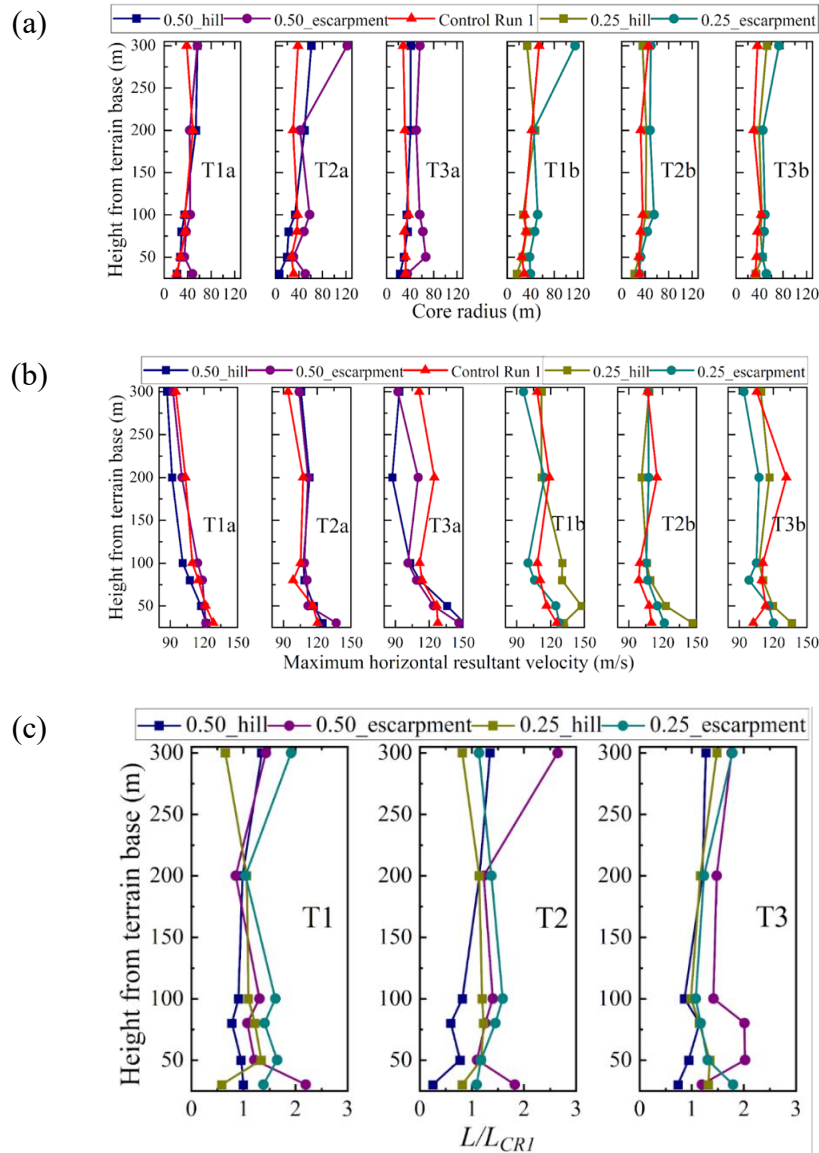 (a)
0.50_hill 0.50_escarpment Control Run 1 0.25_hill 0.25_escarpment
Height from terrain base (m)
300
250
200
150
100
50
T1a T2a T3a T1b T2b T3b
0 40 80 120 0 40 80 120 0 40 80 120 0 40 80 120 0 40 80 120 0 40 80 120
Core radius (m)
(b)
0.50_hill 0.50_escarpment Control Run 1 0.25_hill 0.25_escarpment
Height from terrain base (m)
300
250
200
150
100
50
T1a T2a T3a T1b T2b T3b
90 120 150 90 120 150 90 120 150 90 120 150 90 120 150 90 120 150
Maximum horizontal resultant velocity (m/s)
(c)
0.50_hill 0.50_escarpment 0.25_hill 0.25_escarpment
Height from terrain base (m)
300
250
200
150
100
50
T1 T2 T3
0 1 2 3 0 1 2 3 0 1 2 3
L/L_CR1